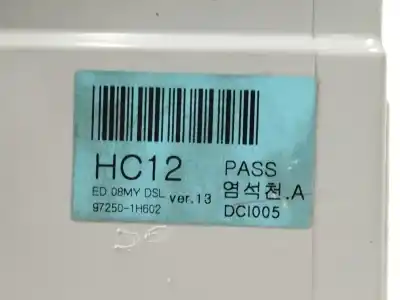 HC12 PASS
ED 08MY DSL ver.13 염석천.A
97250-1H602 DCI005